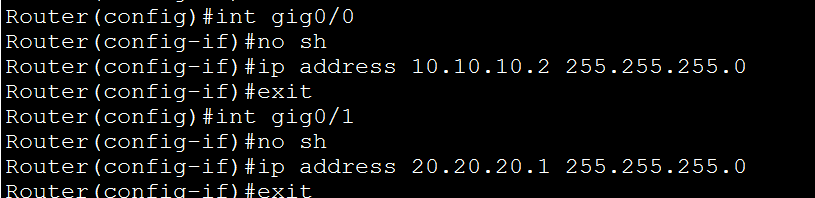 Router(config)#int gig0/0
Router(config-if)#no sh
Router(config-if)#ip address 10.10.10.2 255.255.255.0
Router(config-if)#exit
Router(config)#int gig0/1
Router(config-if)#no sh
Router(config-if)#ip address 20.20.20.1 255.255.255.0
Router(config-if)#exit